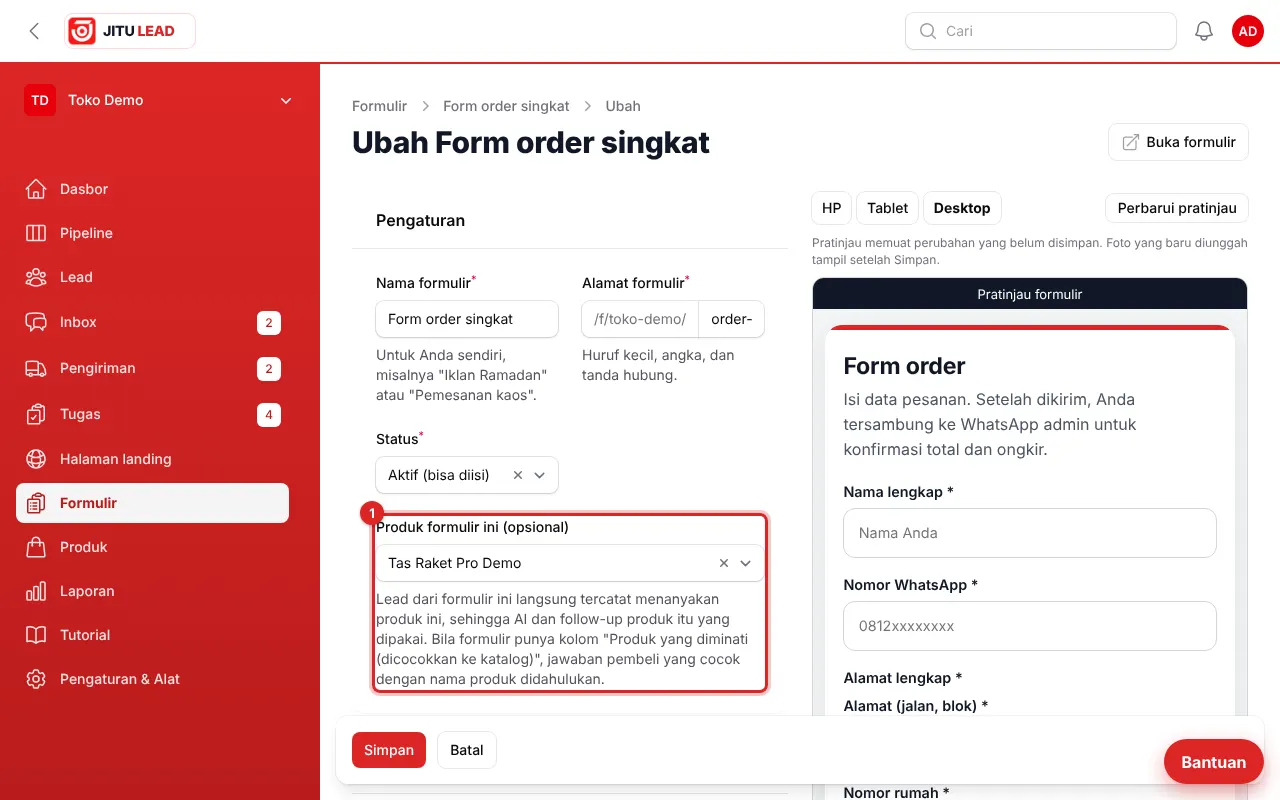 JITU LEAD
Cari
AD
TD
Toko Demo
Dasbor
Pipeline
Lead
Inbox
2
Pengiriman
2
Tugas
4
Halaman landing
Formulir
Produk
Laporan
Tutorial
Pengaturan & Alat
Formulir > Form order singkat > Ubah
Ubah Form order singkat
Buka formulir
Pengaturan
Nama formulir*
Form order singkat
Untuk Anda sendiri,
misalnya "Iklan Ramadan"
atau "Pemesanan kaos".
Alamat formulir*
/f/toko-demo/
order-
Huruf kecil, angka, dan
tanda hubung.
Status*
Aktif (bisa diisi)
1
Produk formulir ini (opsional)
Tas Raket Pro Demo
Lead dari formulir ini langsung tercatat menanyakan
produk ini, sehingga AI dan follow-up produk itu yang
dipakai. Bila formulir punya kolom "Produk yang diminati
(dicocokkan ke katalog)", jawaban pembeli yang cocok
dengan nama produk didahulukan.
Simpan
Batal
HP
Tablet
Desktop
Perbarui pratinjau
Pratinjau memuat perubahan yang belum disimpan. Foto yang baru diunggah
tampil setelah Simpan.
Pratinjau formulir
Form order
Isi data pesanan. Setelah dikirim, Anda
tersambung ke WhatsApp admin untuk
konfirmasi total dan ongkir.
Nama lengkap *
Nama Anda
Nomor WhatsApp *
0812xxxxxxxx
Alamat lengkap *
Alamat (jalan, blok) *
Bantuan
Nomor rumah *